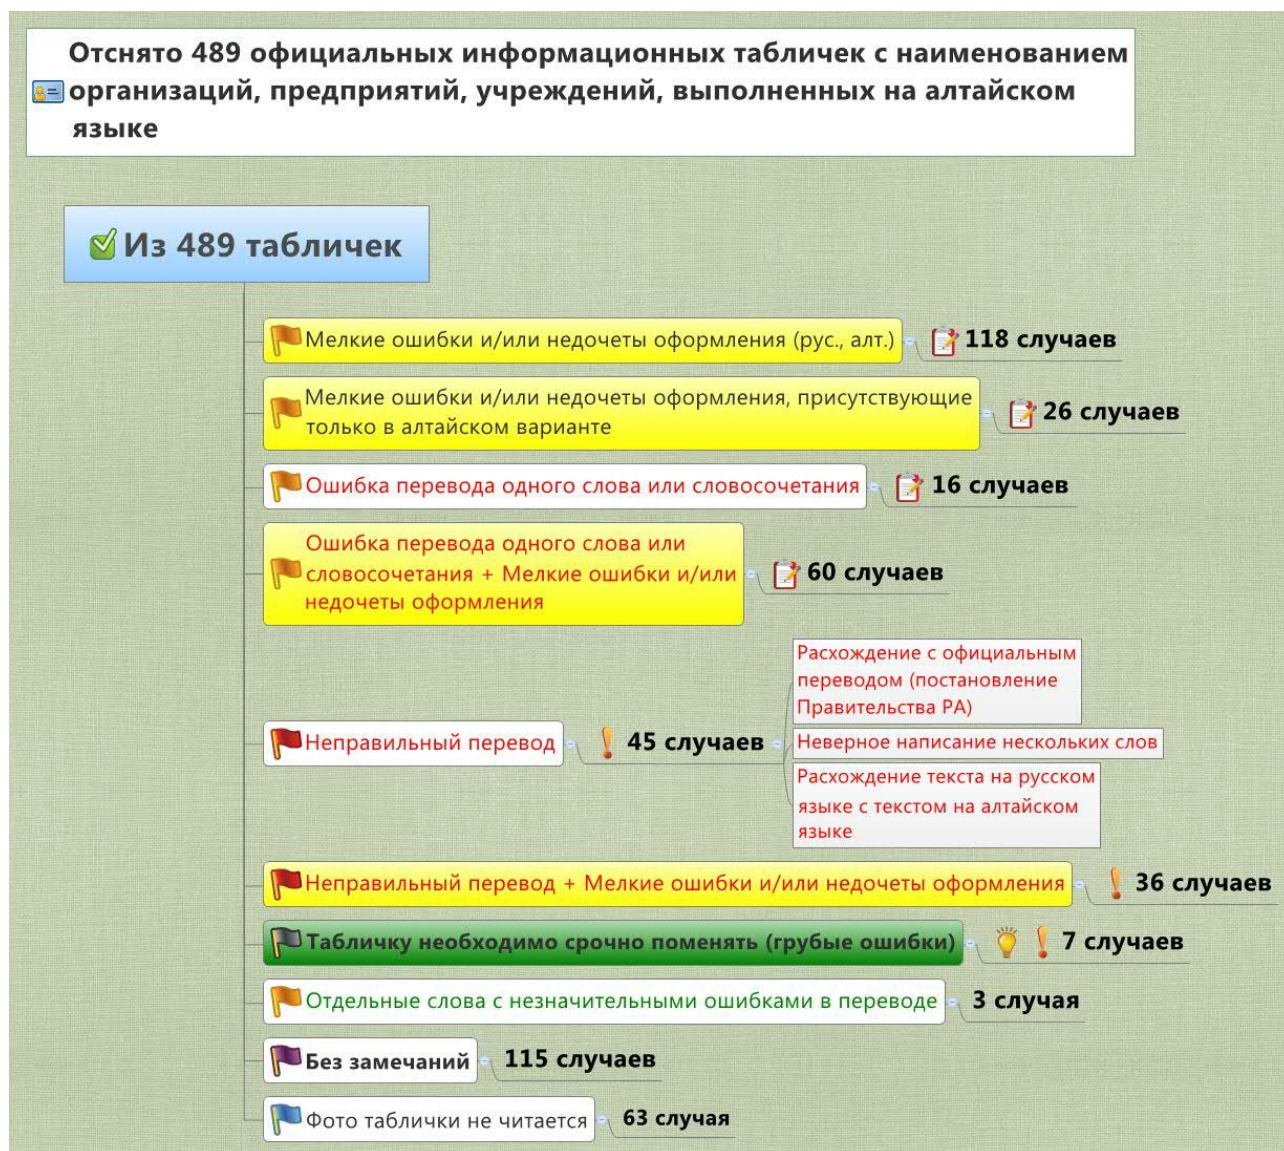 Отснято 489 официальных информационных табличек с наименованием
организаций, предприятий, учреждений, выполненных на алтайском
языке
Из 489 табличек
Мелкие ошибки и/или недочеты оформления (рус., алт.)
118 случаев
Мелкие ошибки и/или недочеты оформления, присутствующие
только в алтайском варианте
26 случаев
Ошибка перевода одного слова или словосочетания
16 случаев
Ошибка перевода одного слова или
словосочетания + Мелкие ошибки и/или
недочеты оформления
60 случаев
Неправильный перевод
45 случаев
Расхождение с официальным
переводом (постановление
Правительства РА)
Неверное написание нескольких слов
Расхождение текста на русском
языке с текстом на алтайском
языке
Неправильный перевод + Мелкие ошибки и/или недочеты оформления
36 случаев
Табличку необходимо срочно поменять (грубые ошибки)
7 случаев
Отдельные слова с незначительными ошибками в переводе
3 случая
Без замечаний
115 случаев
Фото таблички не читается
63 случая